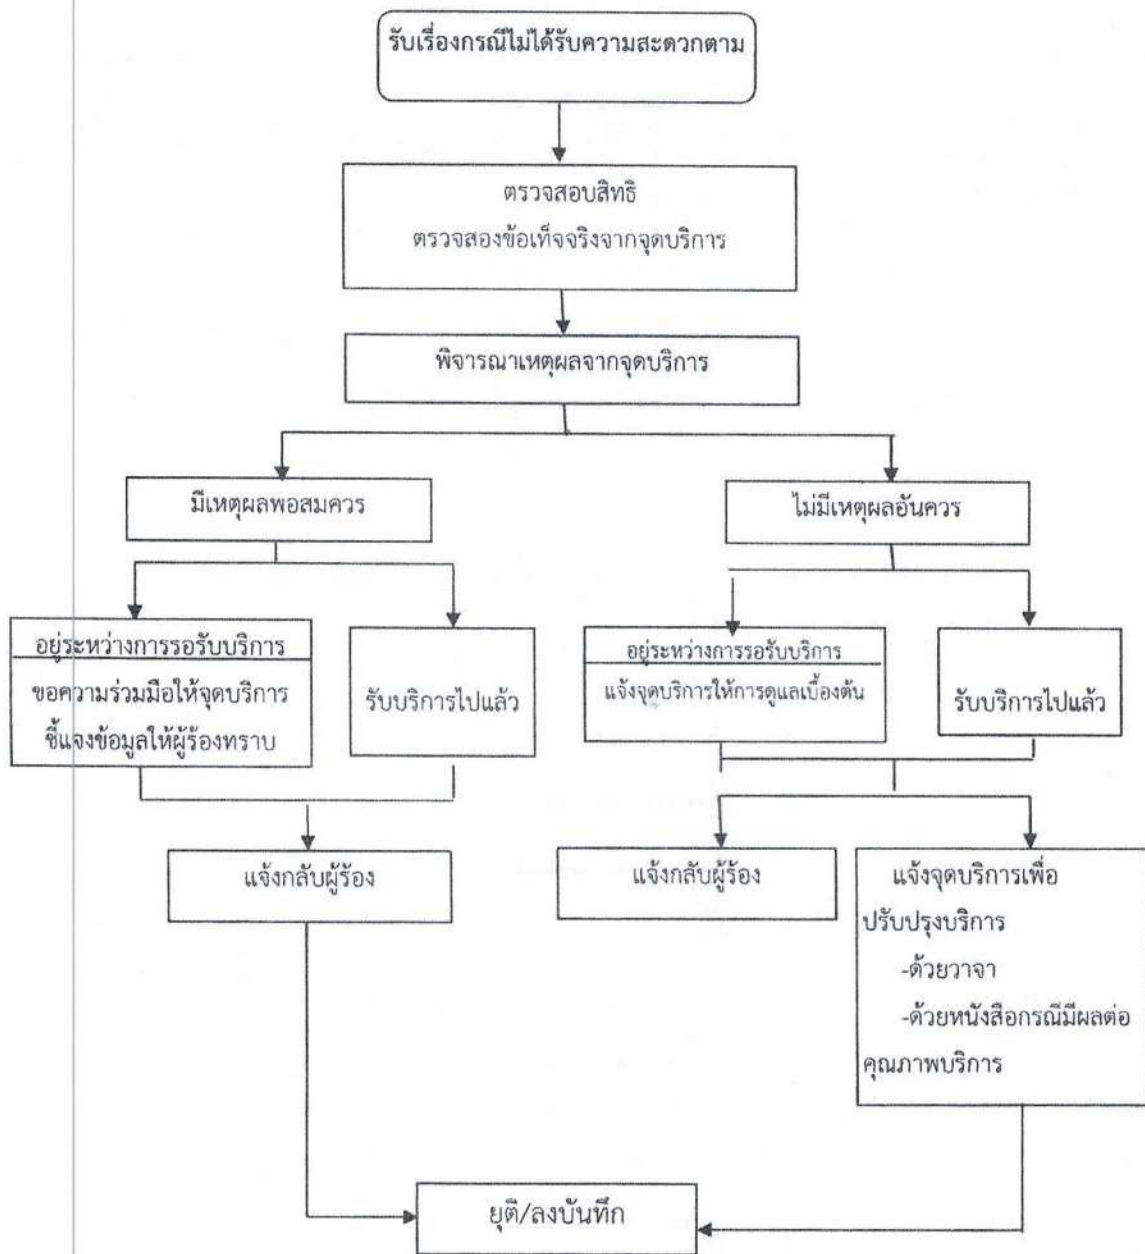 รับเรื่องกรณีไม่ได้รับความสะดวกตาม
ตรวจสอบสิทธิ
ตรวจสองข้อเท็จจริงจากจุดบริการ
พิจารณาเหตุผลจากจุดบริการ
มีเหตุผลพอสมควร
ไม่มีเหตุผลอันควร
อยู่ระหว่างการรอรับบริการ
ขอความร่วมมือให้จุดบริการ
ชี้แจงข้อมูลให้ผู้ร้องทราบ
รับบริการไปแล้ว
อยู่ระหว่างการรอรับบริการ
แจ้งจุดบริการให้การดูแลเบื้องต้น
รับบริการไปแล้ว
แจ้งกลับผู้ร้อง
แจ้งกลับผู้ร้อง
แจ้งจุดบริการเพื่อ
ปรับปรุงบริการ
-ด้วยวาจา
-ด้วยหนังสือกรณีมีผลต่อ
คุณภาพบริการ
ยุติ/ลงบันทึก